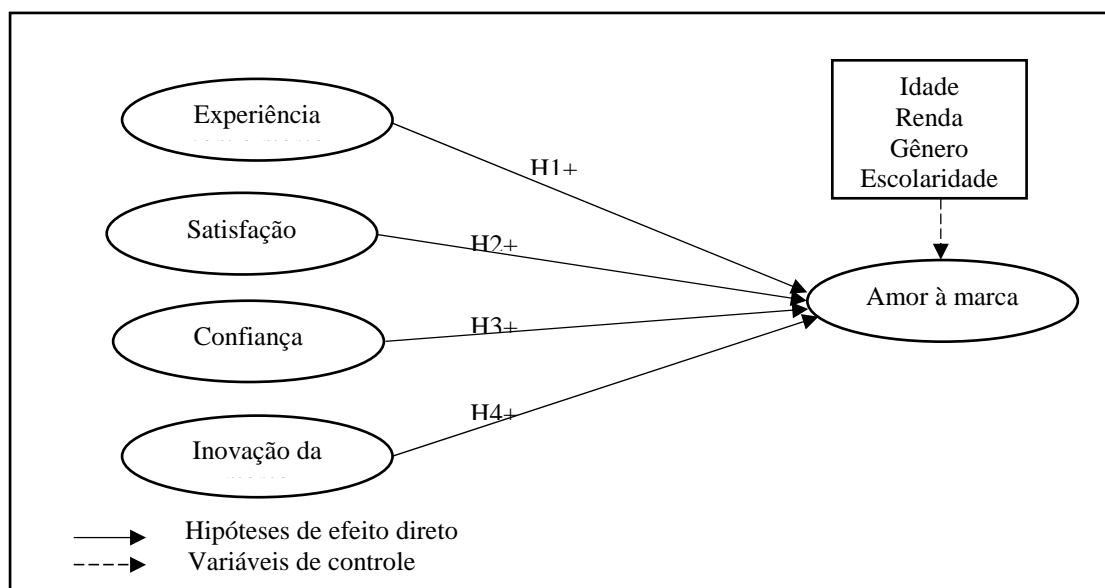 Experiência
H1+
Satisfação
H2+
Confiança
H3+
Inovação da
H4+
Idade
Renda
Gênero
Escolaridade
Amor à marca
Hipóteses de efeito direto
Variáveis de controle